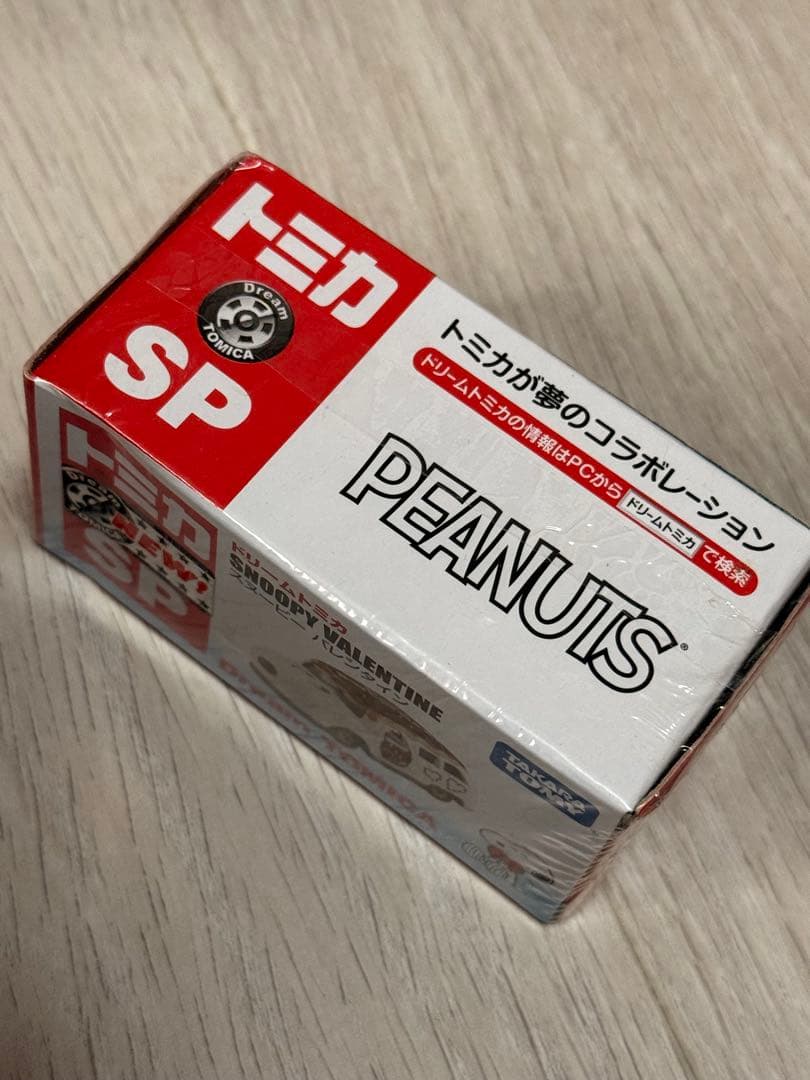 トミカ
Dream
TOMICA
SP
トミカが夢のコラボレーション
ドリームトミカの情報はPCから ドリームトミカ で検索
PEANUTS®
トミカ
Dream
TOMICA
NEW!
SP
ドリームトミカ
SNOOPY VALENTINE
スヌーピー バレンタイン
Dream TOMICA
TAKARA
TOMY